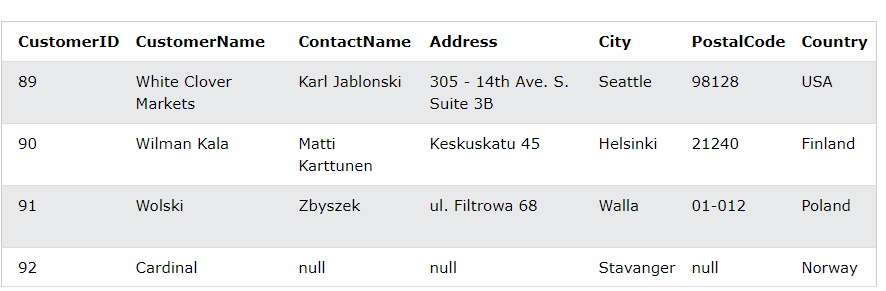 CustomerID CustomerName ContactName Address City PostalCode Country
89 White Clover Karl Jablonski 305 - 14th Ave. S. Seattle 98128 USA
Markets Suite 3B
90 Wilman Kala Matti Keskuskatu 45 Helsinki 21240 Finland
Karttunen
91 Wolski Zbyszek ul. Filtrowa 68 Walla 01-012 Poland
92 Cardinal null null Stavanger null Norway